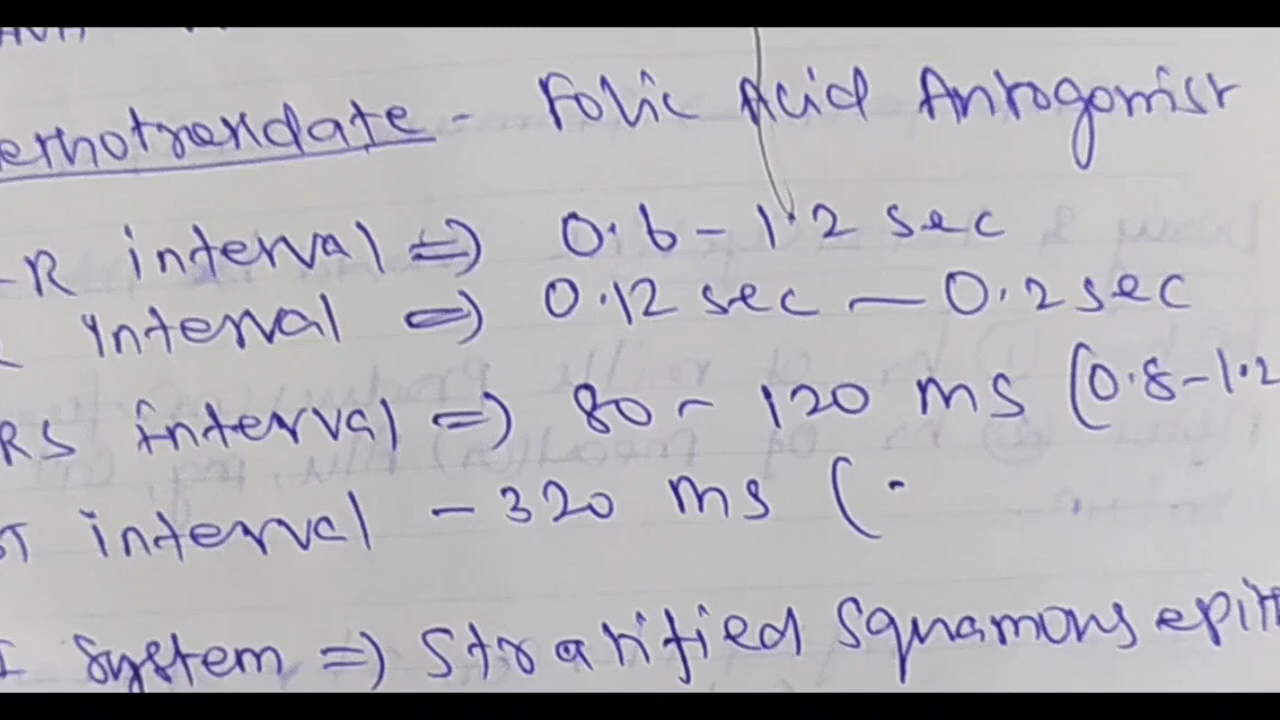 ethotrexdate - Folic Acid Antogonist
-R interval => 0.6 - 1.2 sec
Interval => 0.12 sec — 0.2 sec
RS interval => 80 - 120 ms (0.8-1.2
T interval - 320 ms (.
I System => Stratified Squamous epith